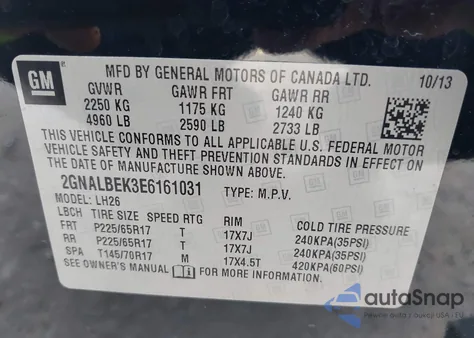 GM
MFD BY GENERAL MOTORS OF CANADA LTD. 10/13
GVWR GAWR FRT GAWR RR
2250 KG 1175 KG 1240 KG
4960 LB 2590 LB 2733 LB
THIS VEHICLE CONFORMS TO ALL APPLICABLE U.S. FEDERAL MOTOR
VEHICLE SAFETY AND THEFT PREVENTION STANDARDS IN EFFECT ON
THE DATE OF MANUFACTURE SHOWN ABOVE.
2GNALBEK3E6161031 TYPE: M.P.V.
MODEL: LH26
LBCH TIRE SIZE SPEED RTG RIM COLD TIRE PRESSURE
FRT P225/65R17 T 17X7J 240KPA(35PSI)
RR P225/65R17 T 17X7J 240KPA(35PSI)
SPA T145/70R17 M 17X4.5T 420KPA(60PSI)
SEE OWNER'S MANUAL FOR MORE INFORMATION.
autoSnap